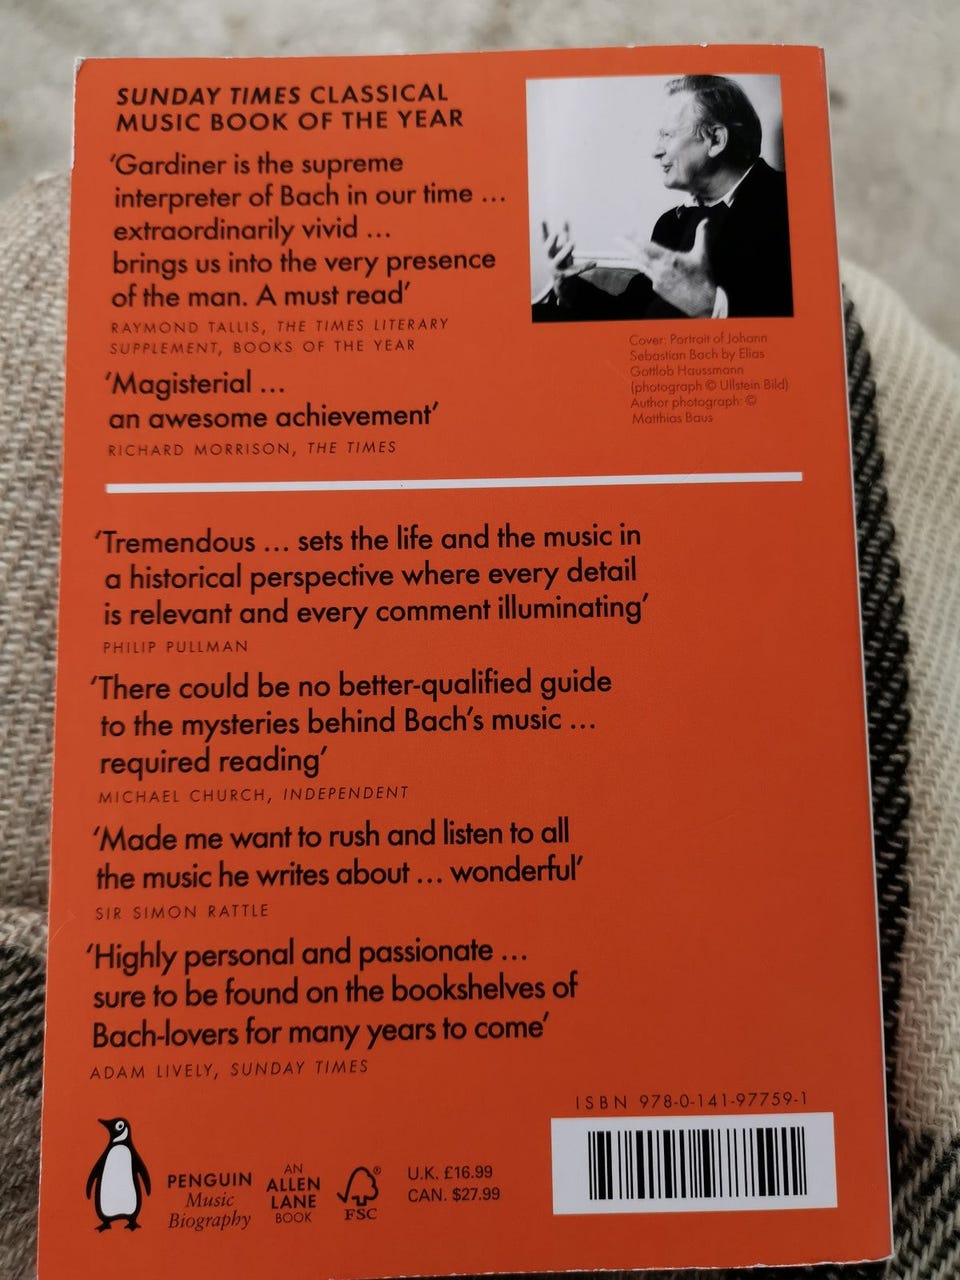 SUNDAY TIMES CLASSICAL
MUSIC BOOK OF THE YEAR
‘Gardiner is the supreme
interpreter of Bach in our time ...
extraordinarily vivid ...
brings us into the very presence
of the man. A must read’
RAYMOND TALLIS, THE TIMES LITERARY
SUPPLEMENT, BOOKS OF THE YEAR
‘Magisterial ...
an awesome achievement’
RICHARD MORRISON, THE TIMES
Cover: Portrait of Johann
Sebastian Bach by Elias
Gottlob Haussmann
(photograph © Ullstein Bild)
Author photograph: ©
Matthias Baus
‘Tremendous ... sets the life and the music in
a historical perspective where every detail
is relevant and every comment illuminating’
PHILIP PULLMAN
‘There could be no better-qualified guide
to the mysteries behind Bach’s music ...
required reading’
MICHAEL CHURCH, INDEPENDENT
‘Made me want to rush and listen to all
the music he writes about ... wonderful’
SIR SIMON RATTLE
‘Highly personal and passionate ...
sure to be found on the bookshelves of
Bach-lovers for many years to come’
ADAM LIVELY, SUNDAY TIMES
ISBN 978-0-141-97759-1
PENGUIN
Music
Biography
AN
ALLEN
LANE
BOOK
®
FSC
U.K. £16.99
CAN. $27.99